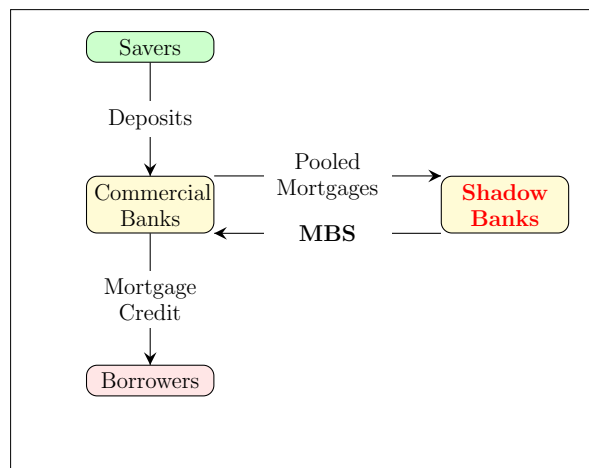 Savers
Deposits
Commercial
Banks
Pooled
Mortgages
MBS
Shadow
Banks
Mortgage
Credit
Borrowers